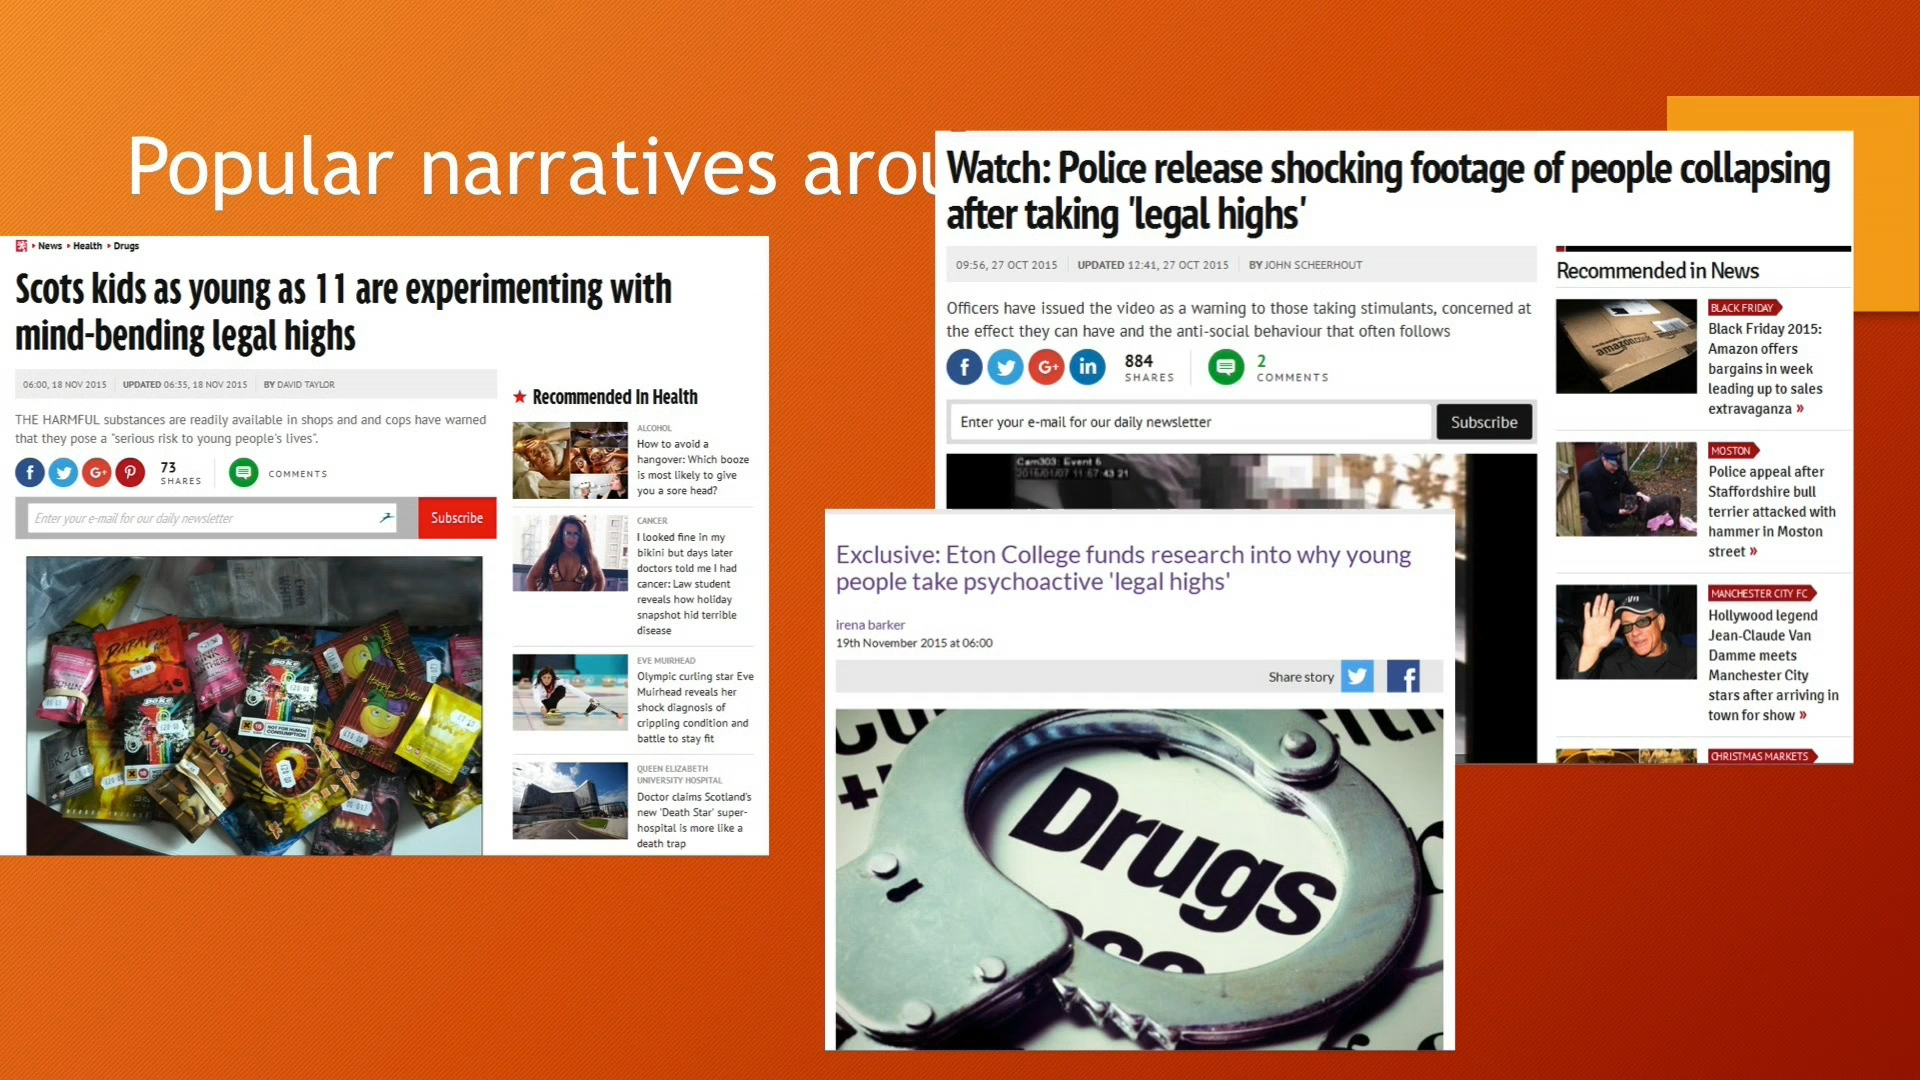 Popular narratives arou
News Health Drugs
Scots kids as young as 11 are experimenting with
mind-bending legal highs
06:00, 18 NOV 2015 UPDATED 06:35, 18 NOV 2015 BY DAVID TAYLOR
THE HARMFUL substances are readily available in shops and and cops have warned
that they pose a "serious risk to young people's lives".
73
SHARES
COMMENTS
Enter your e-mail for our daily newsletter
Subscribe
Recommended In Health
ALCOHOL
How to avoid a
hangover: Which booze
is most likely to give
you a sore head?
CANCER
I looked fine in my
bikini but days later
doctors told me I had
cancer: Law student
reveals how holiday
snapshot hid terrible
disease
EVE MUIRHEAD
Olympic curling star Eve
Muirhead reveals her
shock diagnosis of
crippling condition and
battle to stay fit
QUEEN ELIZABETH
UNIVERSITY HOSPITAL
Doctor claims Scotland's
new 'Death Star' super-
hospital is more like a
death trap
Watch: Police release shocking footage of people collapsing
after taking 'legal highs'
09:56, 27 OCT 2015 UPDATED 12:41, 27 OCT 2015 BY JOHN SCHEERHOUT
Officers have issued the video as a warning to those taking stimulants, concerned at
the effect they can have and the anti-social behaviour that often follows
884
SHARES
2
COMMENTS
Enter your e-mail for our daily newsletter
Subscribe
Cam303: Event 6
Recommended in News
BLACK FRIDAY
Black Friday 2015:
Amazon offers
bargains in week
leading up to sales
extravaganza »
MOSTON
Police appeal after
Staffordshire bull
terrier attacked with
hammer in Moston
street »
MANCHESTER CITY FC
Hollywood legend
Jean-Claude Van
Damme meets
Manchester City
stars after arriving in
town for show »
CHRISTMAS MARKETS
Exclusive: Eton College funds research into why young
people take psychoactive 'legal highs'
irena barker
19th November 2015 at 06:00
Share story
Drugs